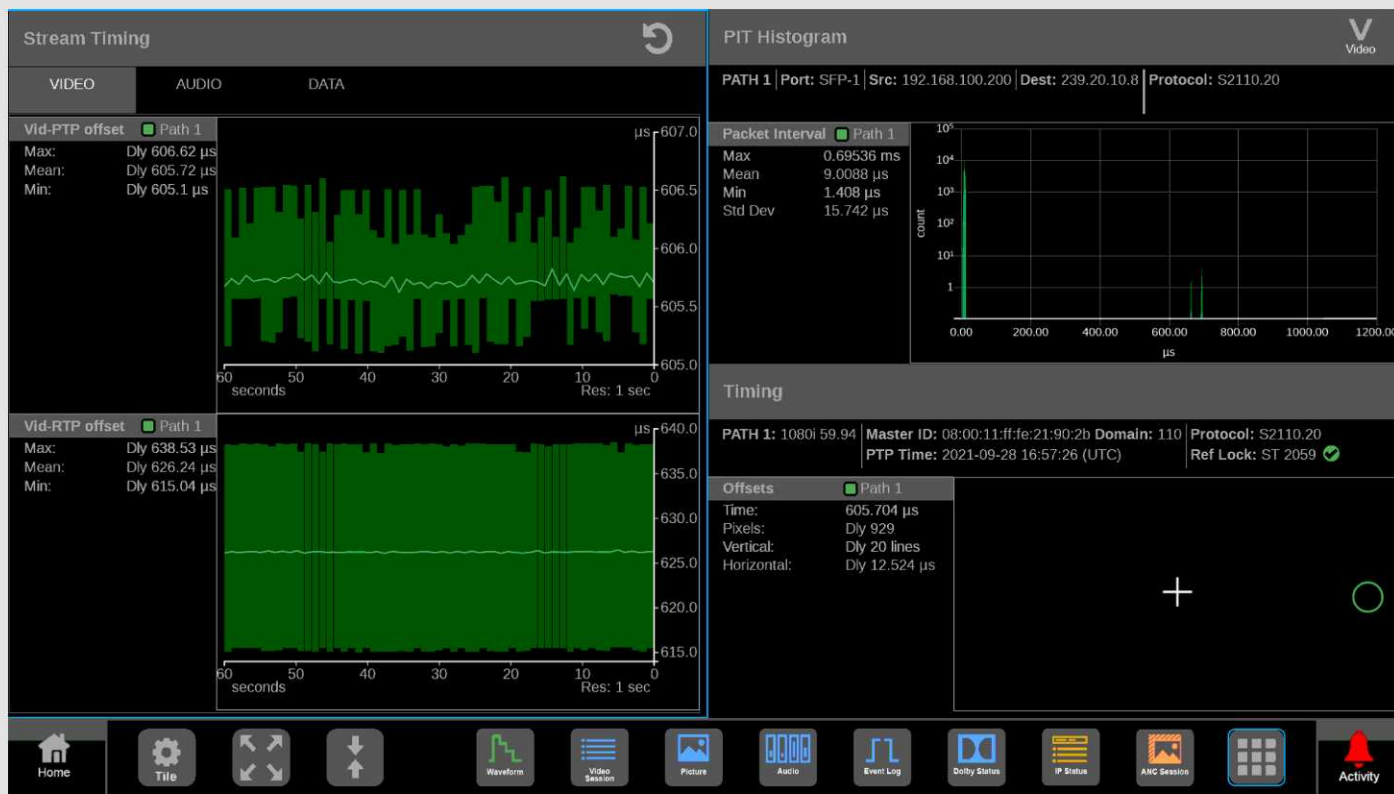 Stream Timing
VIDEO AUDIO DATA
Vid-PTP offset Path 1
Max: Dly 606.62 µs
Mean: Dly 605.72 µs
Min: Dly 605.1 µs
µs 607.0
606.5
606.0
605.5
605.0
60 50 40 30 20 10 0
seconds Res: 1 sec
Vid-RTP offset Path 1
Max: Dly 638.53 µs
Mean: Dly 626.24 µs
Min: Dly 615.04 µs
µs 640.0
635.0
630.0
625.0
620.0
615.0
60 50 40 30 20 10 0
seconds Res: 1 sec
PIT Histogram
V
Video
PATH 1 Port: SFP-1 Src: 192.168.100.200 Dest: 239.20.10.8 Protocol: S2110.20
Packet Interval Path 1
Max 0.69536 ms
Mean 9.0088 µs
Min 1.408 µs
Std Dev 15.742 µs
count
10⁵
10⁴
10³
10²
10¹
1
0.00 200.00 400.00 600.00 800.00 1000.00 1200.00
µs
Timing
PATH 1: 1080i 59.94 Master ID: 08:00:11:ff:fe:21:90:2b Domain: 110 Protocol: S2110.20
PTP Time: 2021-09-28 16:57:26 (UTC) Ref Lock: ST 2059
Offsets Path 1
Time: 605.704 µs
Pixels: Dly 929
Vertical: Dly 20 lines
Horizontal: Dly 12.524 µs
Home
Tile
Waveform
Video Session
Picture
Audio
Event Log
Dolby Status
IP Status
ANC Session
Activity